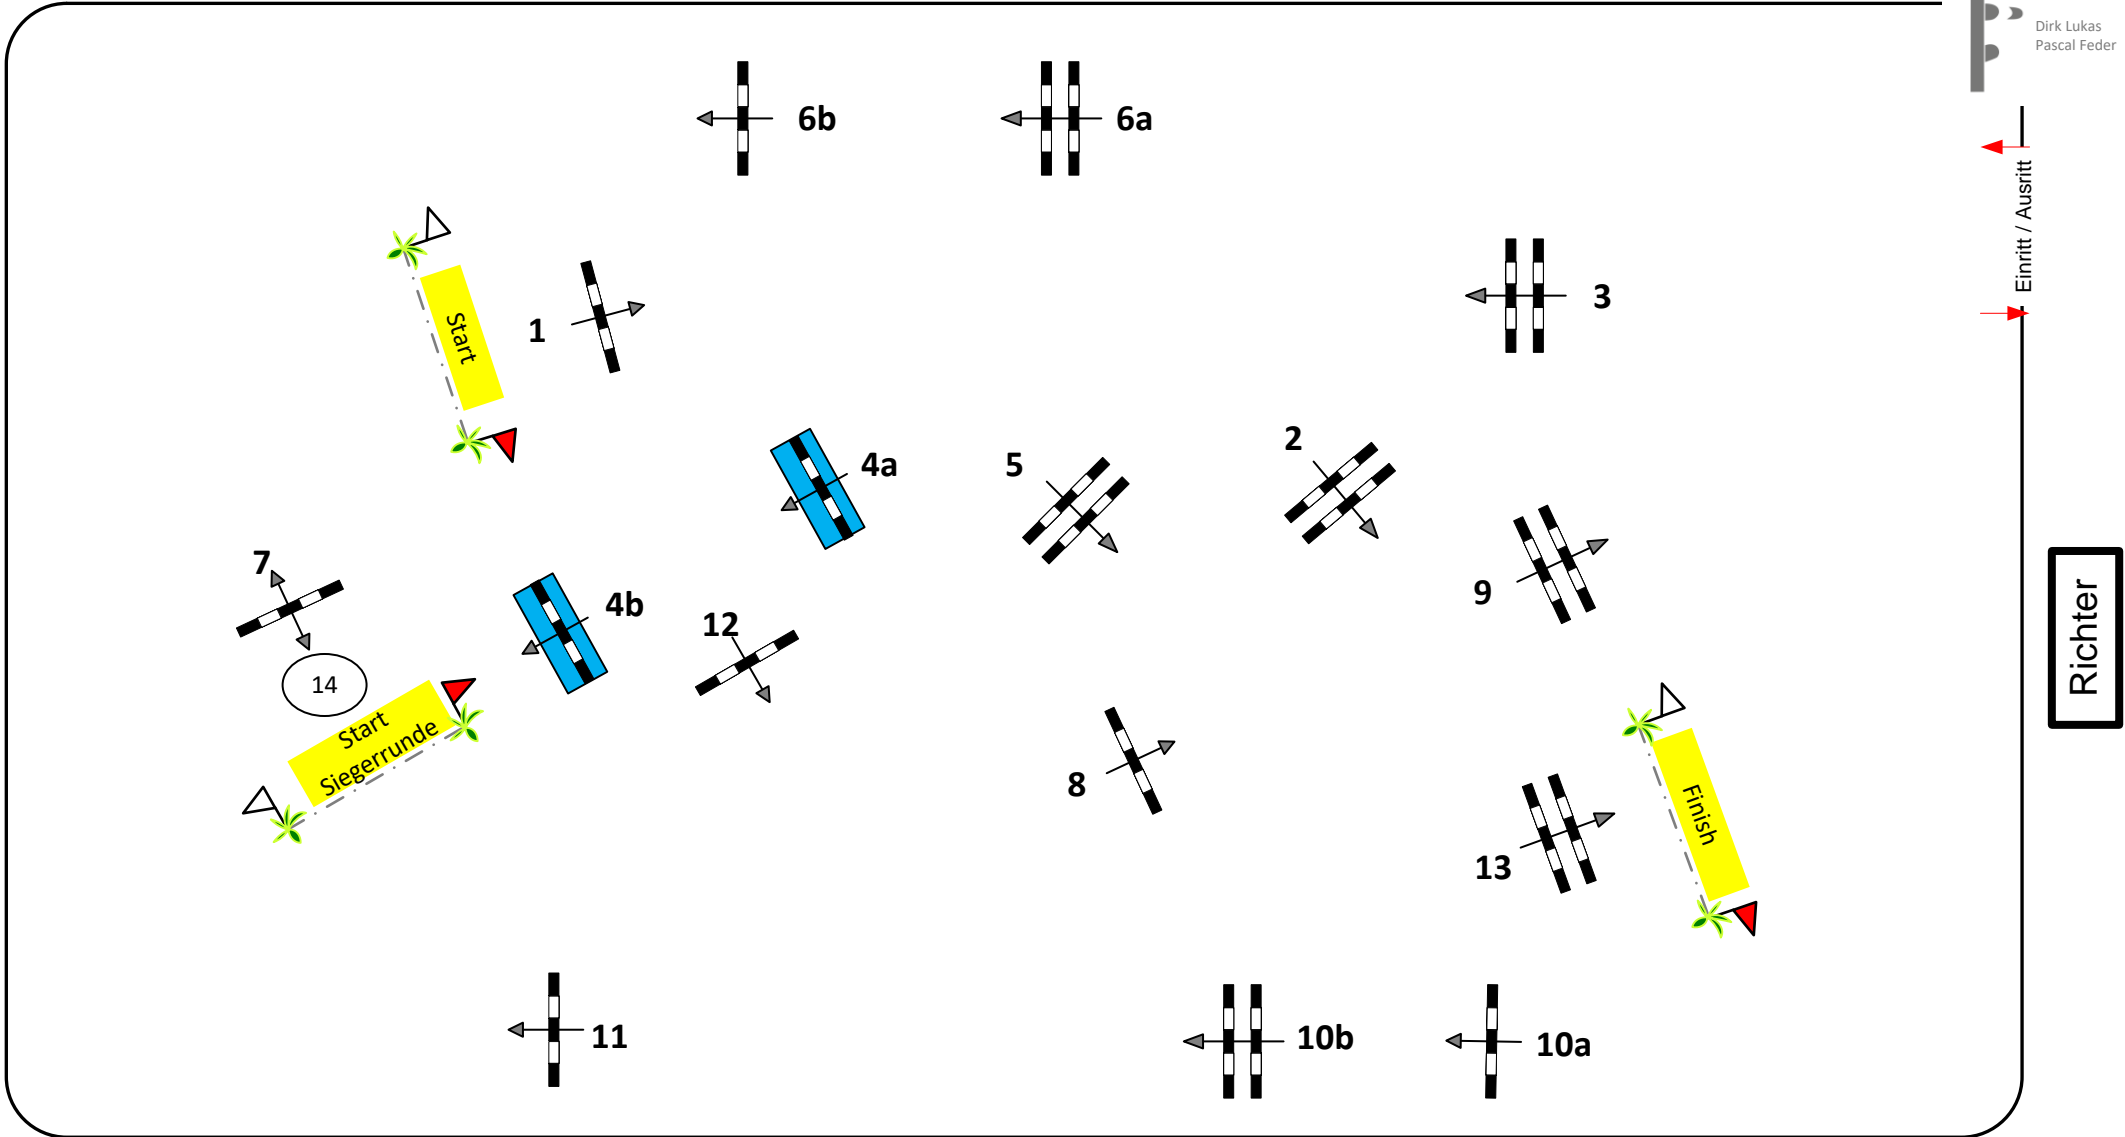 Dirk Lukas
Pascal Feder
6b
6a
Einritt / Ausritt
Start
1
3
4a
5
2
7
4b
12
9
Richter
14
Start
Siegerrunde
8
Finish
13
11
10b
10a